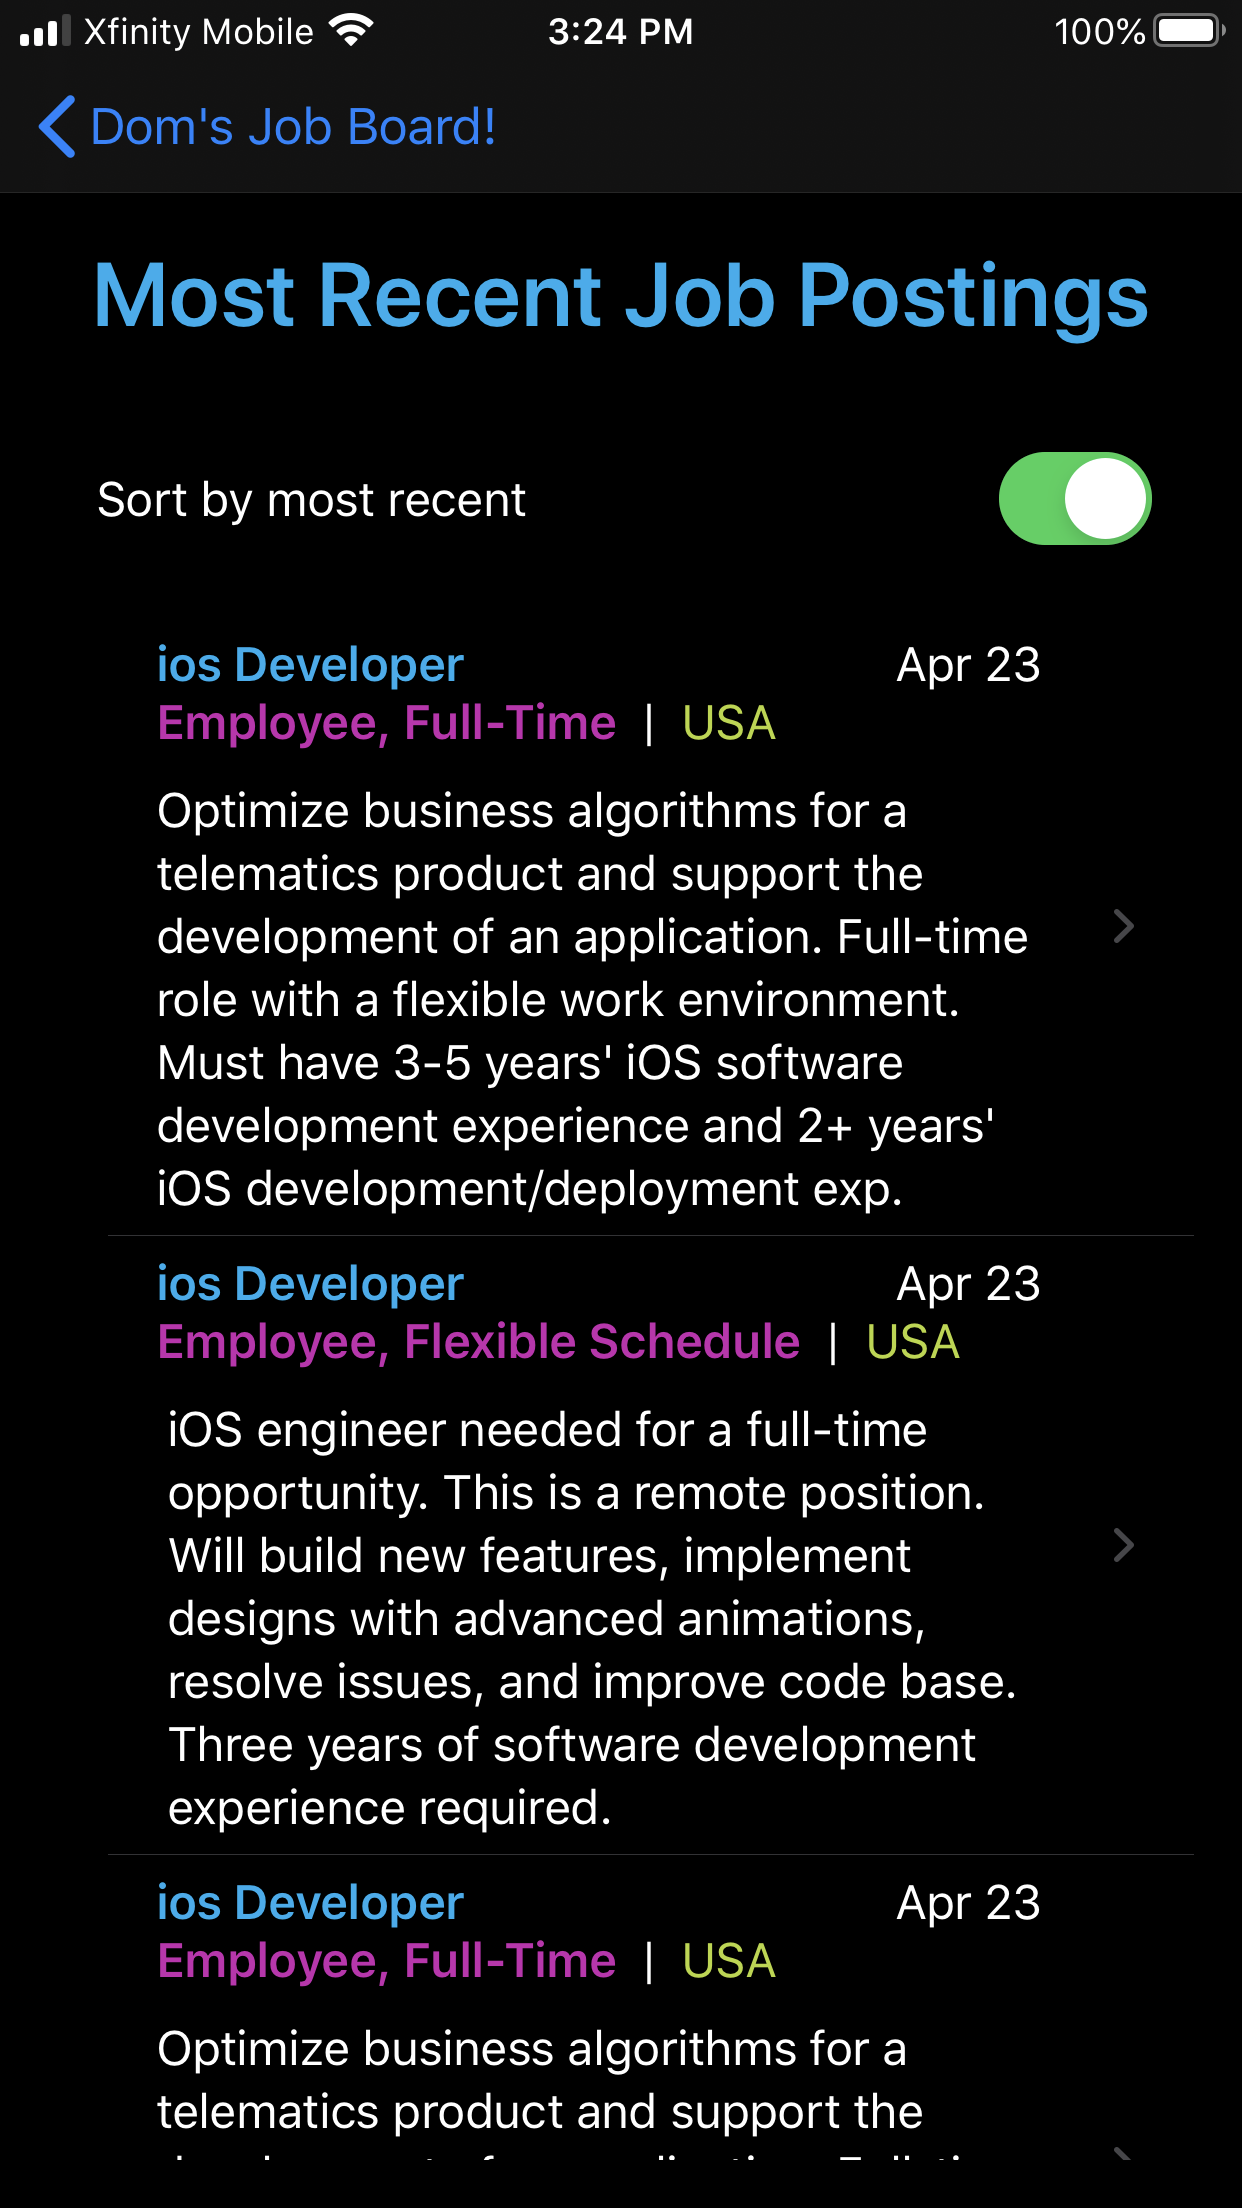 Xfinity Mobile 3:24 PM 100%
Dom's Job Board!
Most Recent Job Postings
Sort by most recent
ios Developer Apr 23
Employee, Full-Time | USA
Optimize business algorithms for a
telematics product and support the
development of an application. Full-time
role with a flexible work environment.
Must have 3-5 years' iOS software
development experience and 2+ years'
iOS development/deployment exp.
ios Developer Apr 23
Employee, Flexible Schedule | USA
iOS engineer needed for a full-time
opportunity. This is a remote position.
Will build new features, implement
designs with advanced animations,
resolve issues, and improve code base.
Three years of software development
experience required.
ios Developer Apr 23
Employee, Full-Time | USA
Optimize business algorithms for a
telematics product and support the